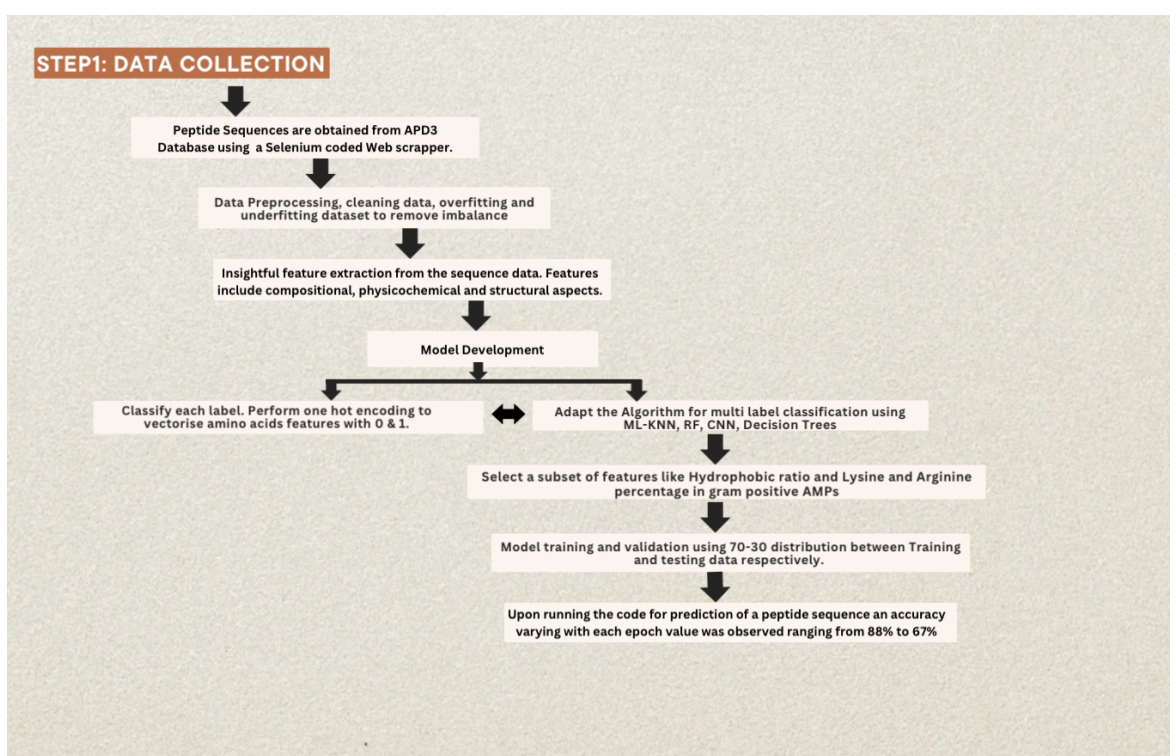 STEP1: DATA COLLECTION
Peptide Sequences are obtained from APD3
Database using a Selenium coded Web scrapper.
Data Preprocessing, cleaning data, overfitting and
underfitting dataset to remove imbalance
Insightful feature extraction from the sequence data. Features
include compositional, physicochemical and structural aspects.
Model Development
Classify each label. Perform one hot encoding to
vectorise amino acids features with 0 & 1.
Adapt the Algorithm for multi label classification using
ML-KNN, RF, CNN, Decision Trees
Select a subset of features like Hydrophobic ratio and Lysine and Arginine
percentage in gram positive AMPs
Model training and validation using 70-30 distribution between Training
and testing data respectively.
Upon running the code for prediction of a peptide sequence an accuracy
varying with each epoch value was observed ranging from 88% to 67%